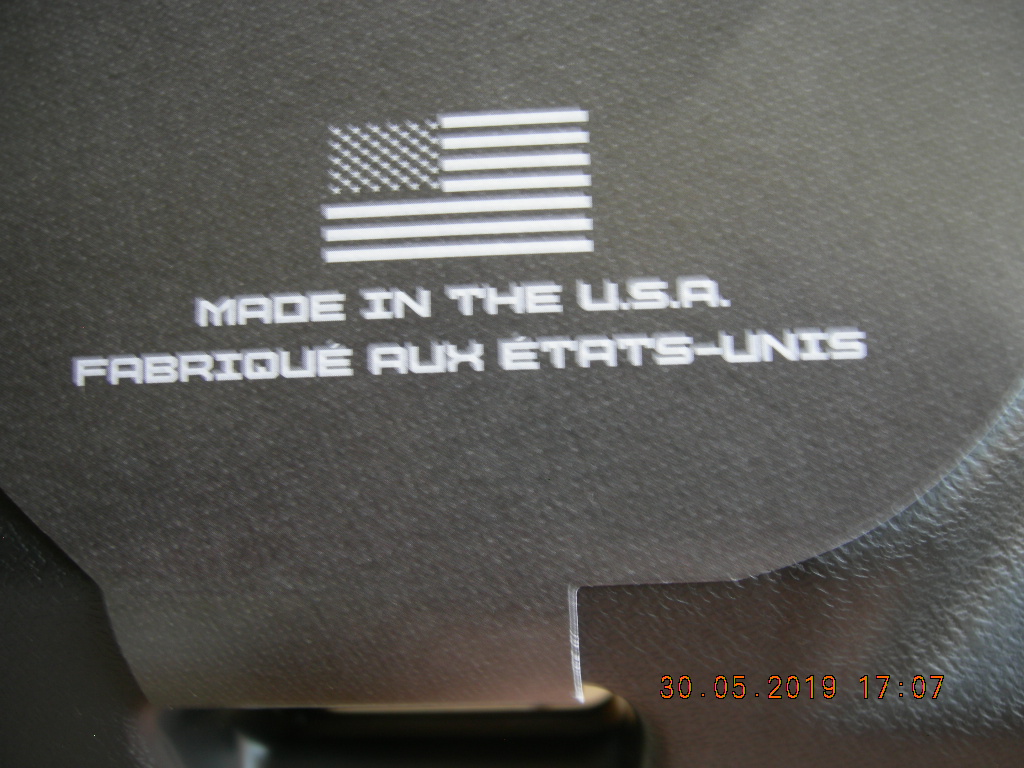 MADE IN THE U.S.A.
FABRIQUÉ AUX ÉTATS-UNIS
30.05.2019 17:07